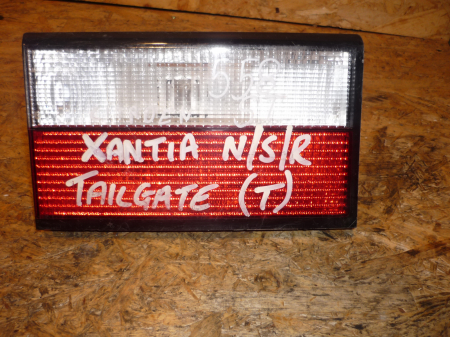 XANTIA N/S/R
TAILGATE (T)